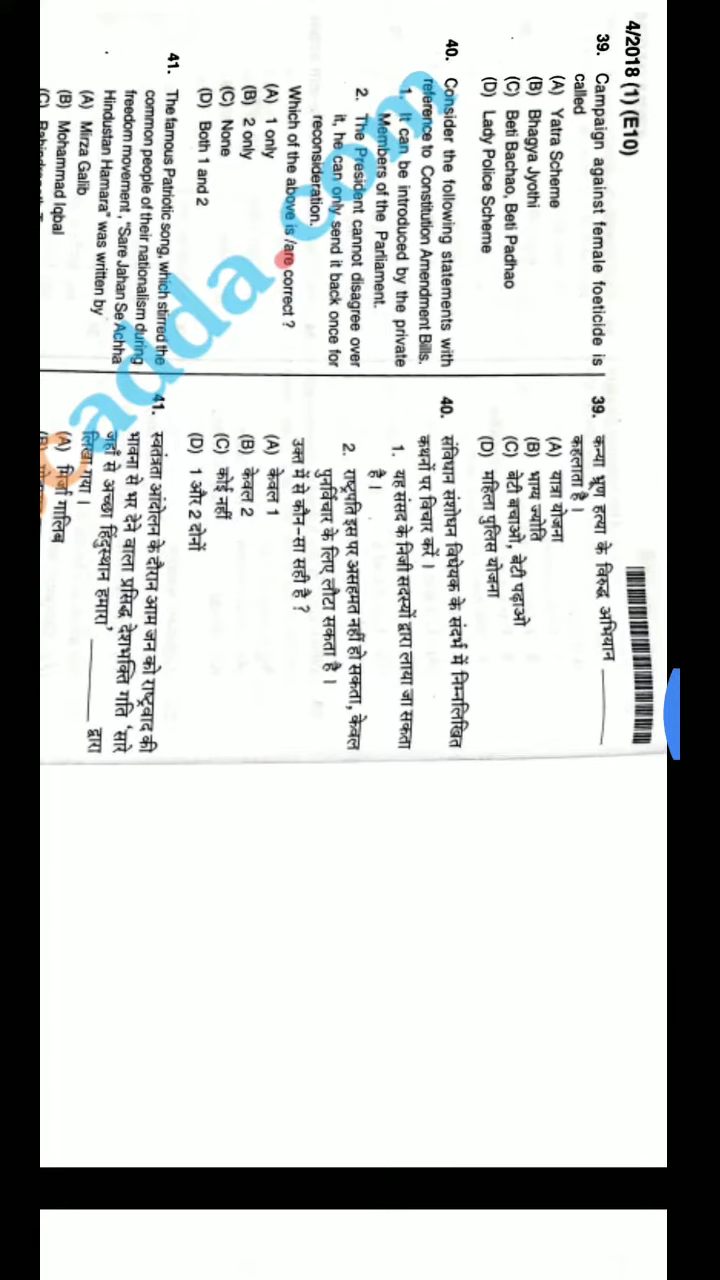 4/2018 (1) (E10)
39. Campaign against female foeticide is
called
(A) Yatra Scheme
(B) Bhagya Jyothi
(C) Beti Bachao, Beti Padhao
(D) Lady Police Scheme
40. Consider the following statements with
reference to Constitution Amendment Bills.
1. It can be introduced by the private
Members of the Parliament.
2. The President cannot disagree over
it, he can only send it back once for
reconsideration.
Which of the above is /are correct ?
(A) 1 only
(B) 2 only
(C) None
(D) Both 1 and 2
41. The famous Patriotic song, which stirred the
common people of their nationalism during
freedom movement , "Sare Jahan Se Achha
Hindustan Hamara" was written by
(A) Mirza Galib
(B) Mohammad Iqbal
(C)
39. कन्या भ्रूण हत्या के विरुद्ध अभियान ________
कहलाता है ।
(A) यात्रा योजना
(B) भाग्य ज्योति
(C) बेटी बचाओ, बेटी पढ़ाओ
(D) महिला पुलिस योजना
40. संविधान संशोधन विधेयक के संदर्भ में निम्नलिखित
कथनों पर विचार करें ।
1. यह संसद के निजी सदस्यों द्वारा लाया जा सकता
है ।
2. राष्ट्रपति इस पर असहमत नहीं हो सकता, केवल
पुनर्विचार के लिए लौटा सकता है ।
उक्त में से कौन-सा सही है ?
(A) केवल 1
(B) केवल 2
(C) कोई नहीं
(D) 1 और 2 दोनों
41. स्वतंत्रता आंदोलन के दौरान आम जन को राष्ट्रवाद की
भावना से भर देने वाला प्रसिद्ध देशभक्ति गति 'सारे
जहाँ से अच्छा हिंदुस्थान हमारा' ________ द्वारा
लिखा गया ।
(A) मिर्जा गालिब
(B)
adda.com